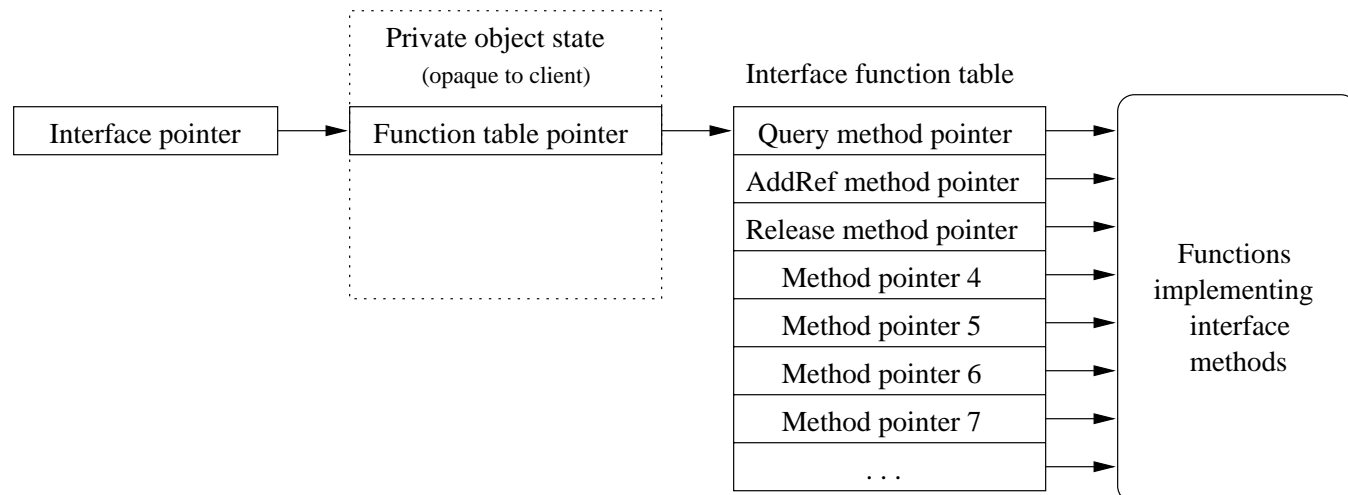 Private object state
(opaque to client)
Interface function table
Interface pointer
Function table pointer
Query method pointer
AddRef method pointer
Release method pointer
Method pointer 4
Method pointer 5
Method pointer 6
Method pointer 7
. . .
Functions
implementing
interface
methods